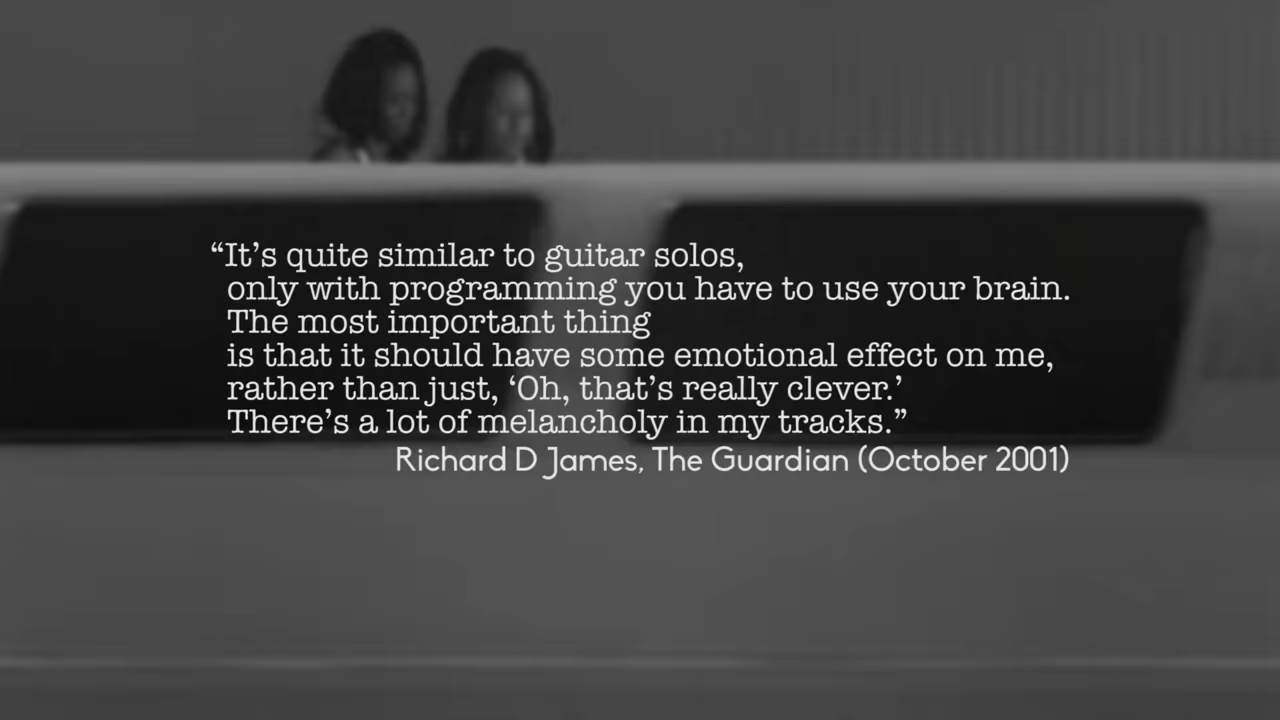 “It’s quite similar to guitar solos,
only with programming you have to use your brain.
The most important thing
is that it should have some emotional effect on me,
rather than just, ‘Oh, that’s really clever.’
There’s a lot of melancholy in my tracks.”
Richard D James, The Guardian (October 2001)